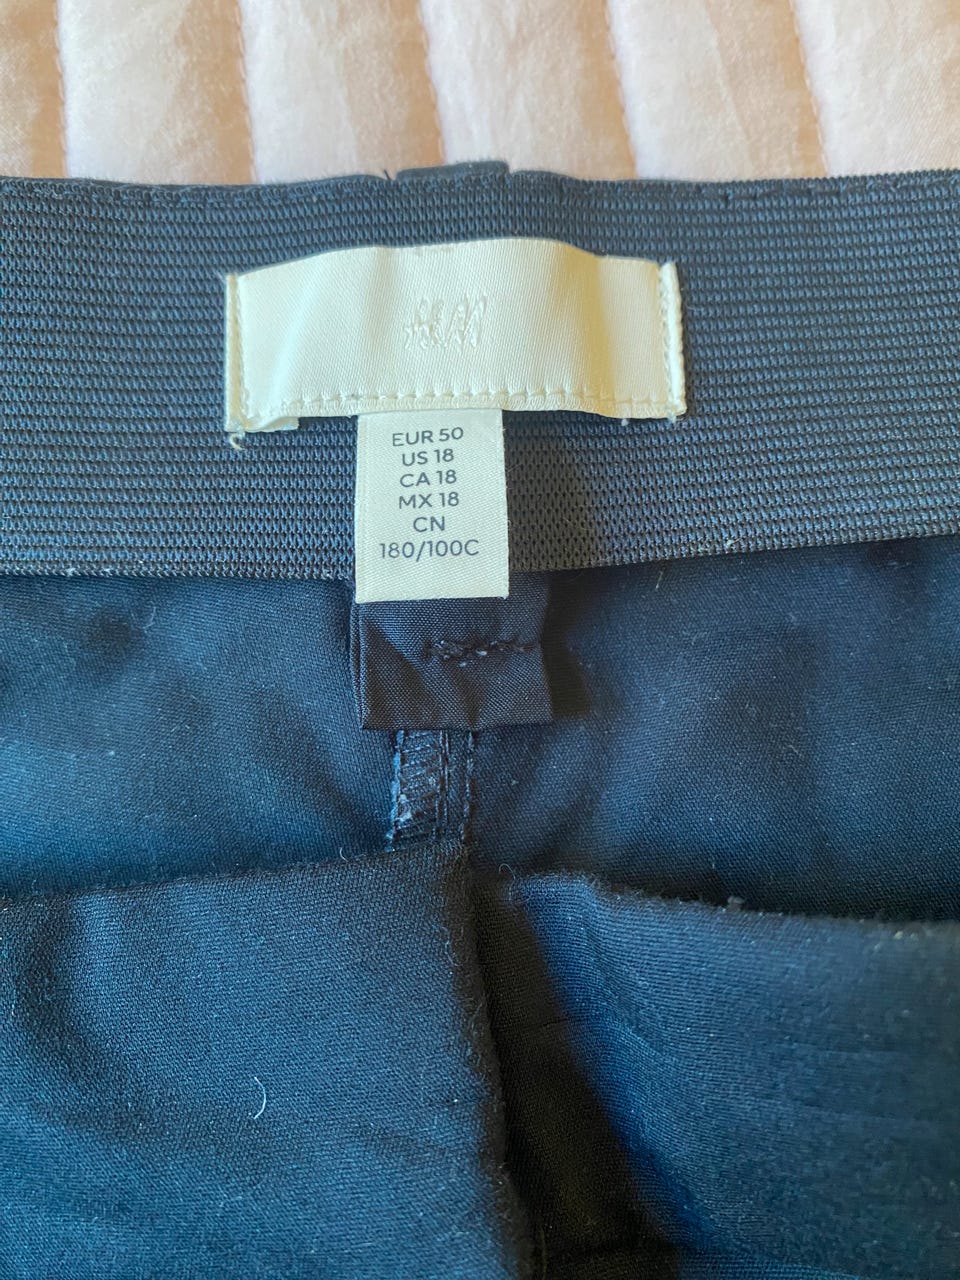 H&M
EUR 50
US 18
CA 18
MX 18
CN
180/100C